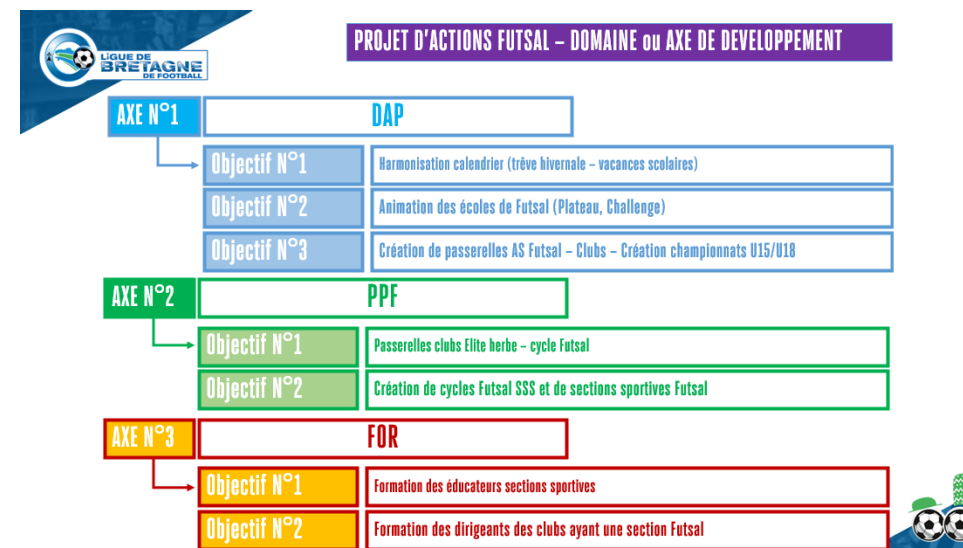 PROJET D'ACTIONS FUTSAL – DOMAINE ou AXE DE DEVELOPPEMENT
LIGUE DE
BRETAGNE
DE FOOTBALL
AXE N°1
DAP
Objectif N°1
Harmonisation calendrier (trêve hivernale – vacances scolaires)
Objectif N°2
Animation des écoles de Futsal (Plateau, Challenge)
Objectif N°3
Création de passerelles AS Futsal – Clubs – Création championnats U15/U18
AXE N°2
PPF
Objectif N°1
Passerelles clubs Elite herbe – cycle Futsal
Objectif N°2
Création de cycles Futsal SSS et de sections sportives Futsal
AXE N°3
FOR
Objectif N°1
Formation des éducateurs sections sportives
Objectif N°2
Formation des dirigeants des clubs ayant une section Futsal